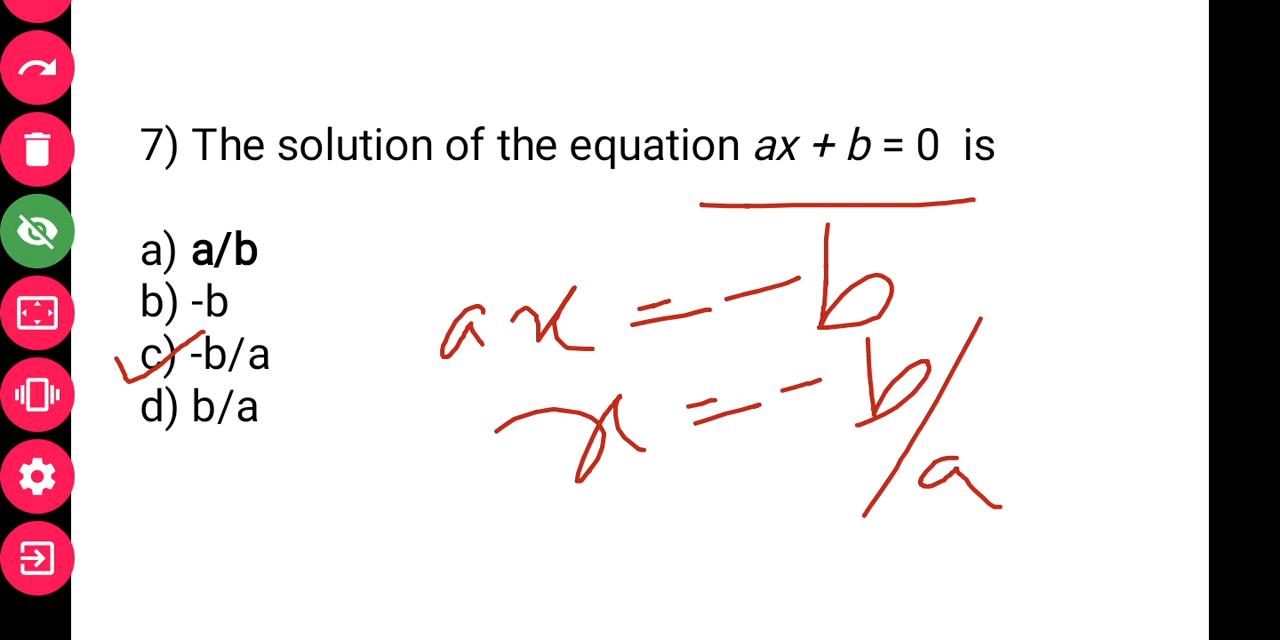 7) The solution of the equation ax + b = 0 is
a) a/b
b) -b
c) -b/a
d) b/a
ax = -b
x = -b/a